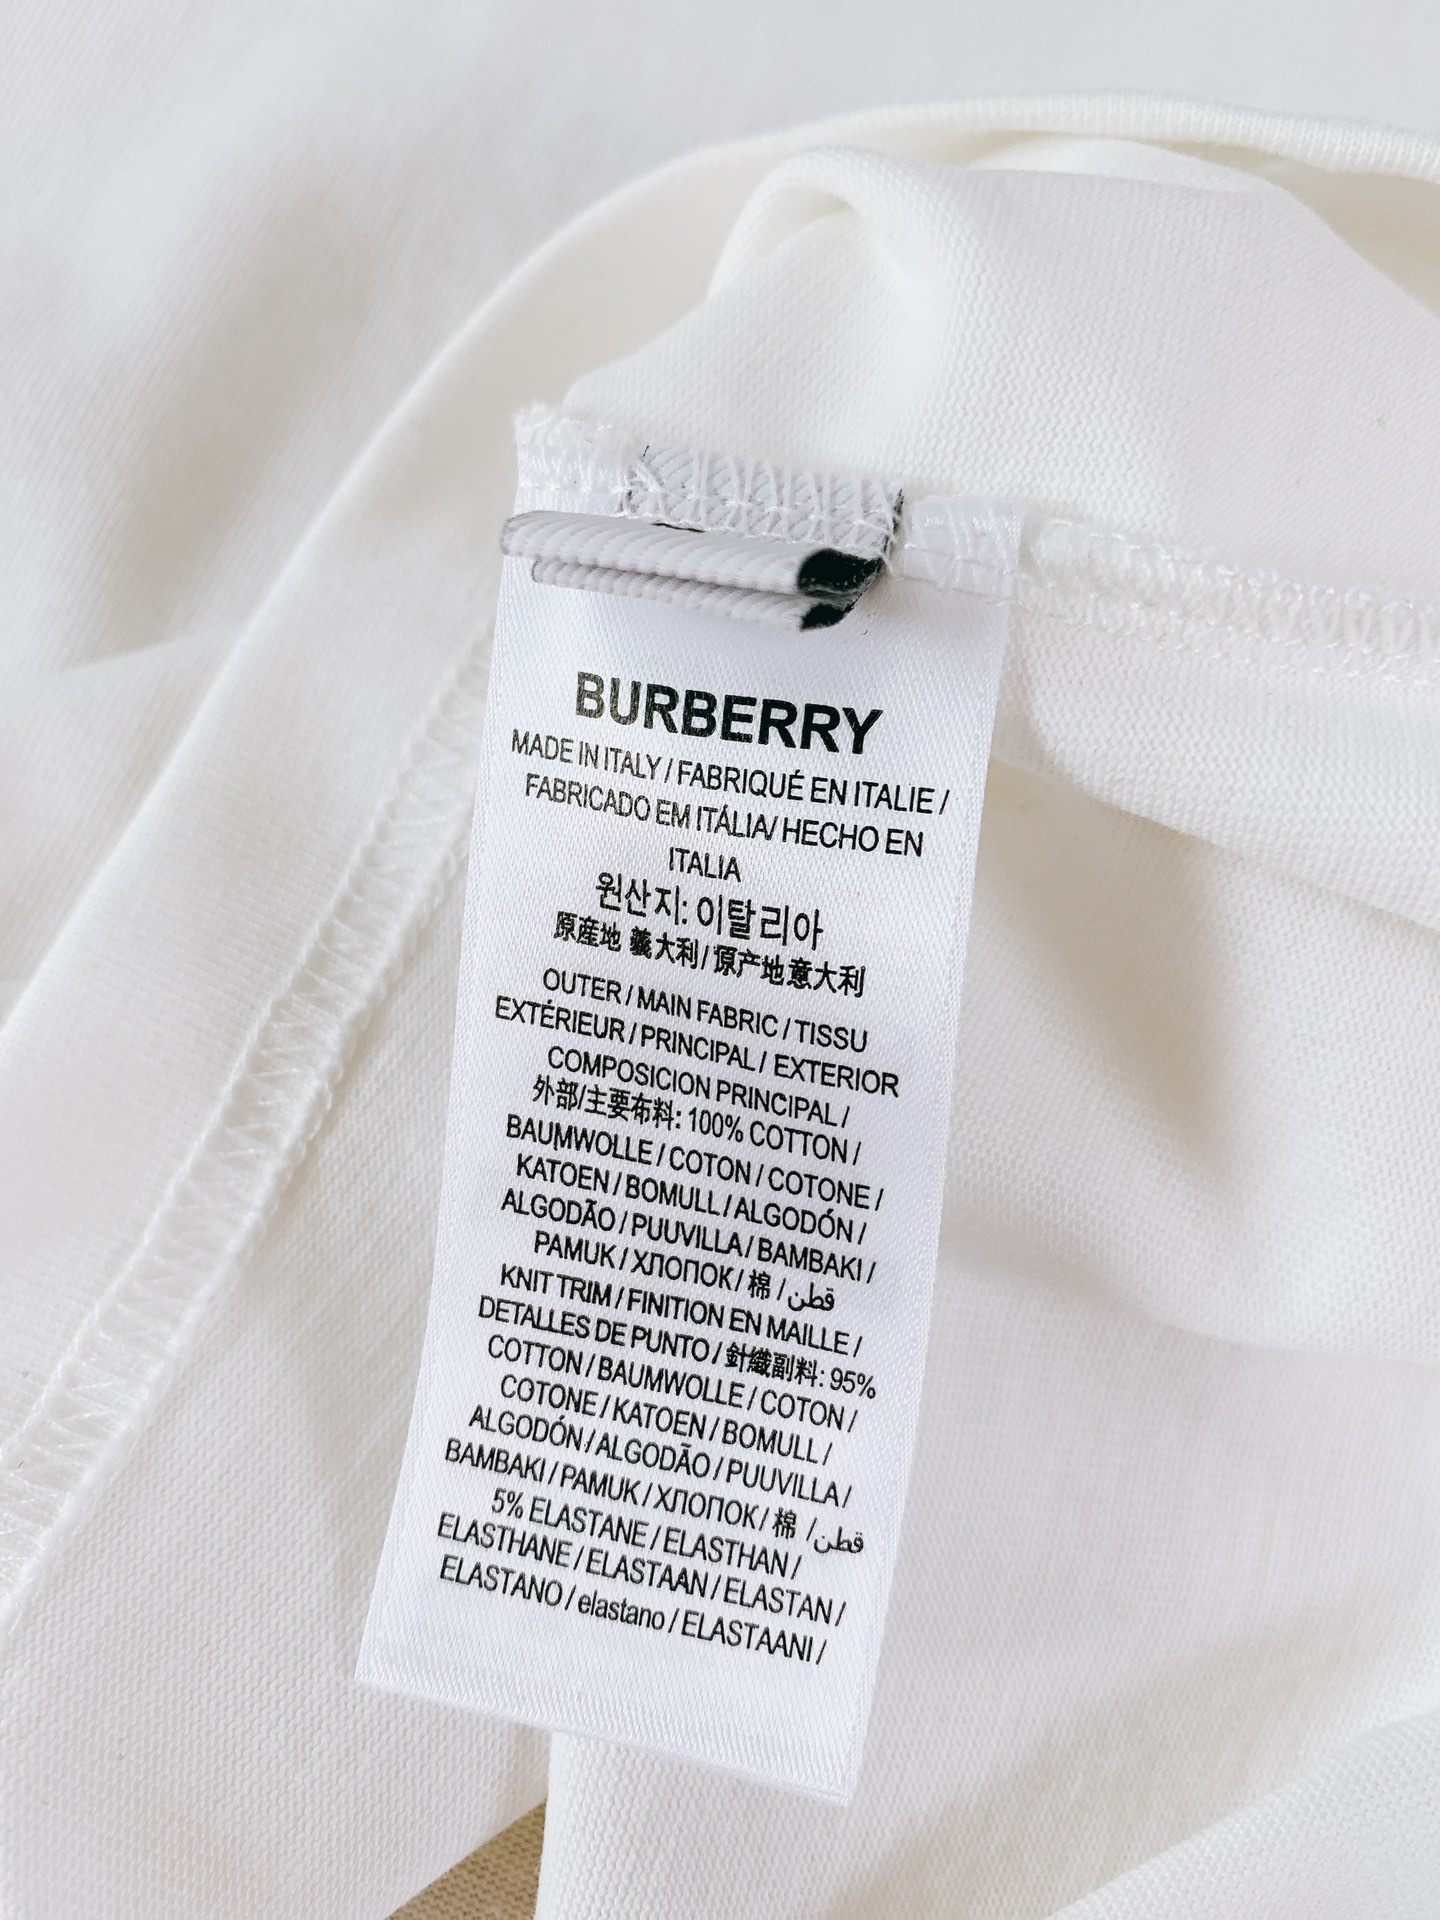 BURBERRY
MADE IN ITALY / FABRIQUÉ EN ITALIE /
FABRICADO EM ITÁLIA/ HECHO EN
ITALIA
원산지: 이탈리아
原産地 義大利 / 原产地意大利
OUTER / MAIN FABRIC / TISSU
EXTÉRIEUR / PRINCIPAL / EXTERIOR
COMPOSICION PRINCIPAL /
外部/主要布料: 100% COTTON /
BAUMWOLLE / COTON / COTONE /
KATOEN / BOMULL / ALGODÓN /
ALGODÃO / PUUVILLA / BAMBAKI /
PAMUK / ХЛОПОК / 棉 / قطن
KNIT TRIM / FINITION EN MAILLE /
DETALLES DE PUNTO / 針織副料: 95%
COTTON / BAUMWOLLE / COTON /
COTONE / KATOEN / BOMULL /
ALGODÓN / ALGODÃO / PUUVILLA /
BAMBAKI / PAMUK / ХЛОПОК / 棉 / قطن
5% ELASTANE / ELASTHAN /
ELASTHANE / ELASTAAN / ELASTAN /
ELASTANO / elastano / ELASTAANI /